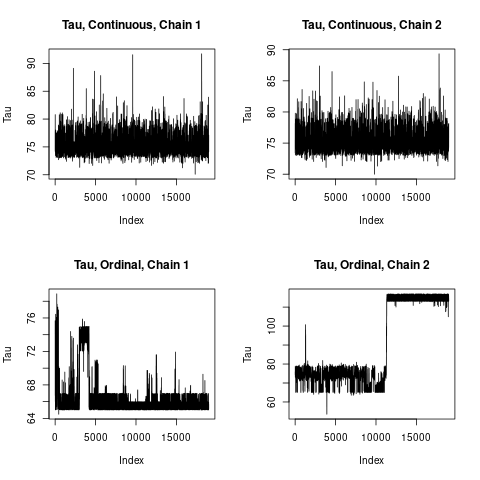 Tau, Continuous, Chain 1
Tau
90
85
80
75
70
0 5000 10000 15000
Index
Tau, Continuous, Chain 2
Tau
90
85
80
75
70
0 5000 10000 15000
Index
Tau, Ordinal, Chain 1
Tau
76
72
68
64
0 5000 10000 15000
Index
Tau, Ordinal, Chain 2
Tau
100
80
60
0 5000 10000 15000
Index